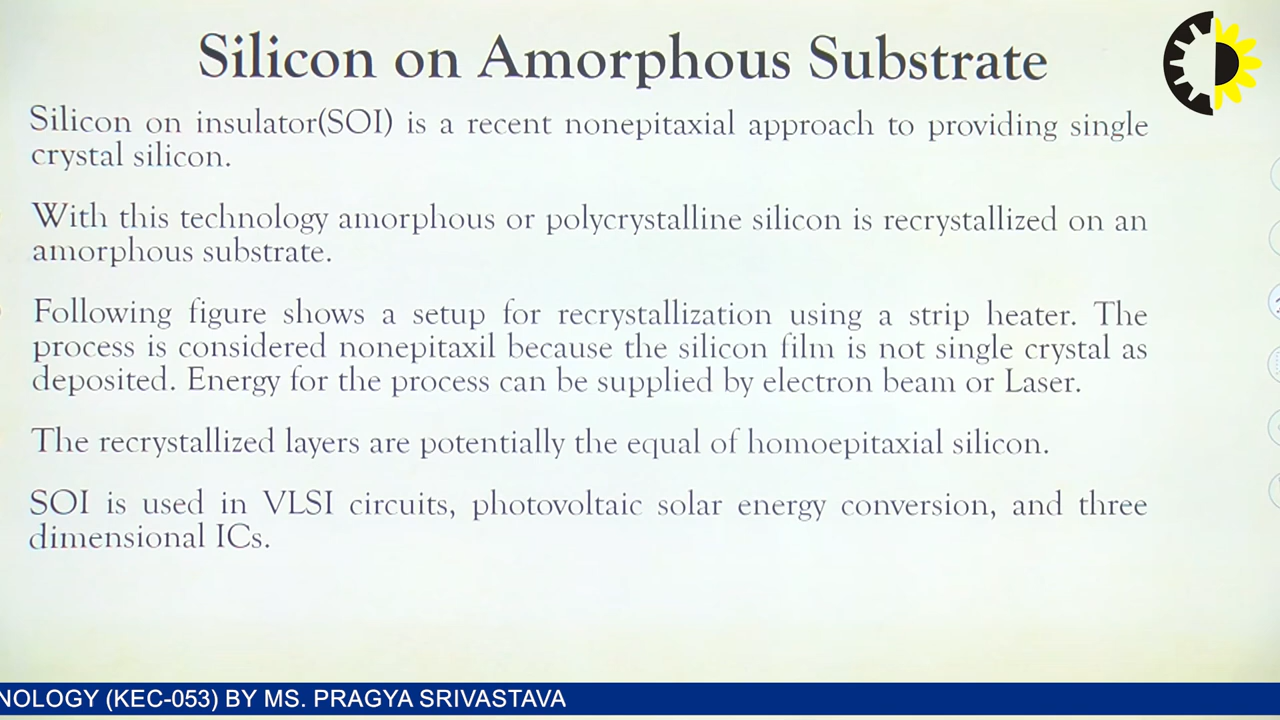 Silicon on Amorphous Substrate
Silicon on insulator(SOI) is a recent nonepitaxial approach to providing single
crystal silicon.
With this technology amorphous or polycrystalline silicon is recrystallized on an
amorphous substrate.
Following figure shows a setup for recrystallization using a strip heater. The
process is considered nonepitaxil because the silicon film is not single crystal as
deposited. Energy for the process can be supplied by electron beam or Laser.
The recrystallized layers are potentially the equal of homoepitaxial silicon.
SOI is used in VLSI circuits, photovoltaic solar energy conversion, and three
dimensional ICs.
NOLOGY (KEC-053) BY MS. PRAGYA SRIVASTAVA